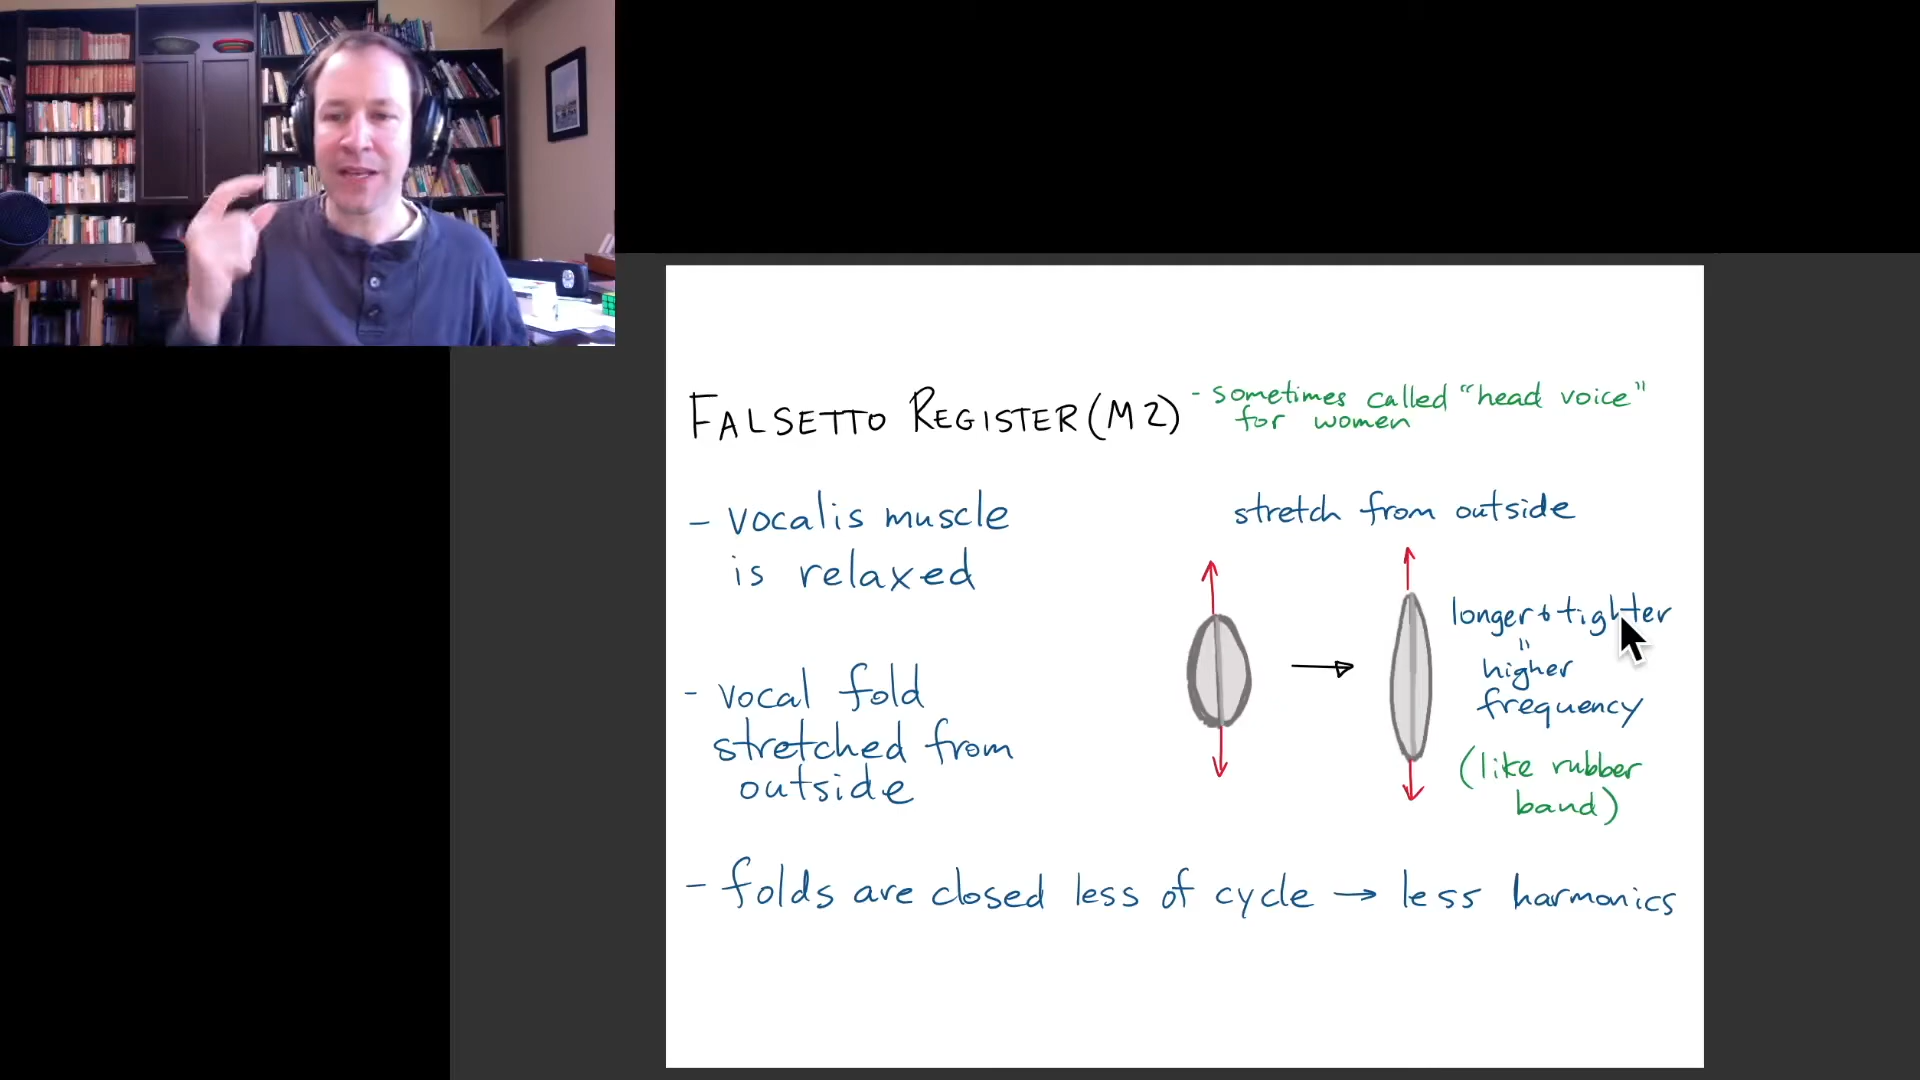 FALSETTO REGISTER (M2)
- sometimes called "head voice"
for women
- vocalis muscle
is relaxed
- vocal fold
stretched from
outside
stretch from outside
longer & tighter
=
higher
frequency
(like rubber
band)
- folds are closed less of cycle → less harmonics